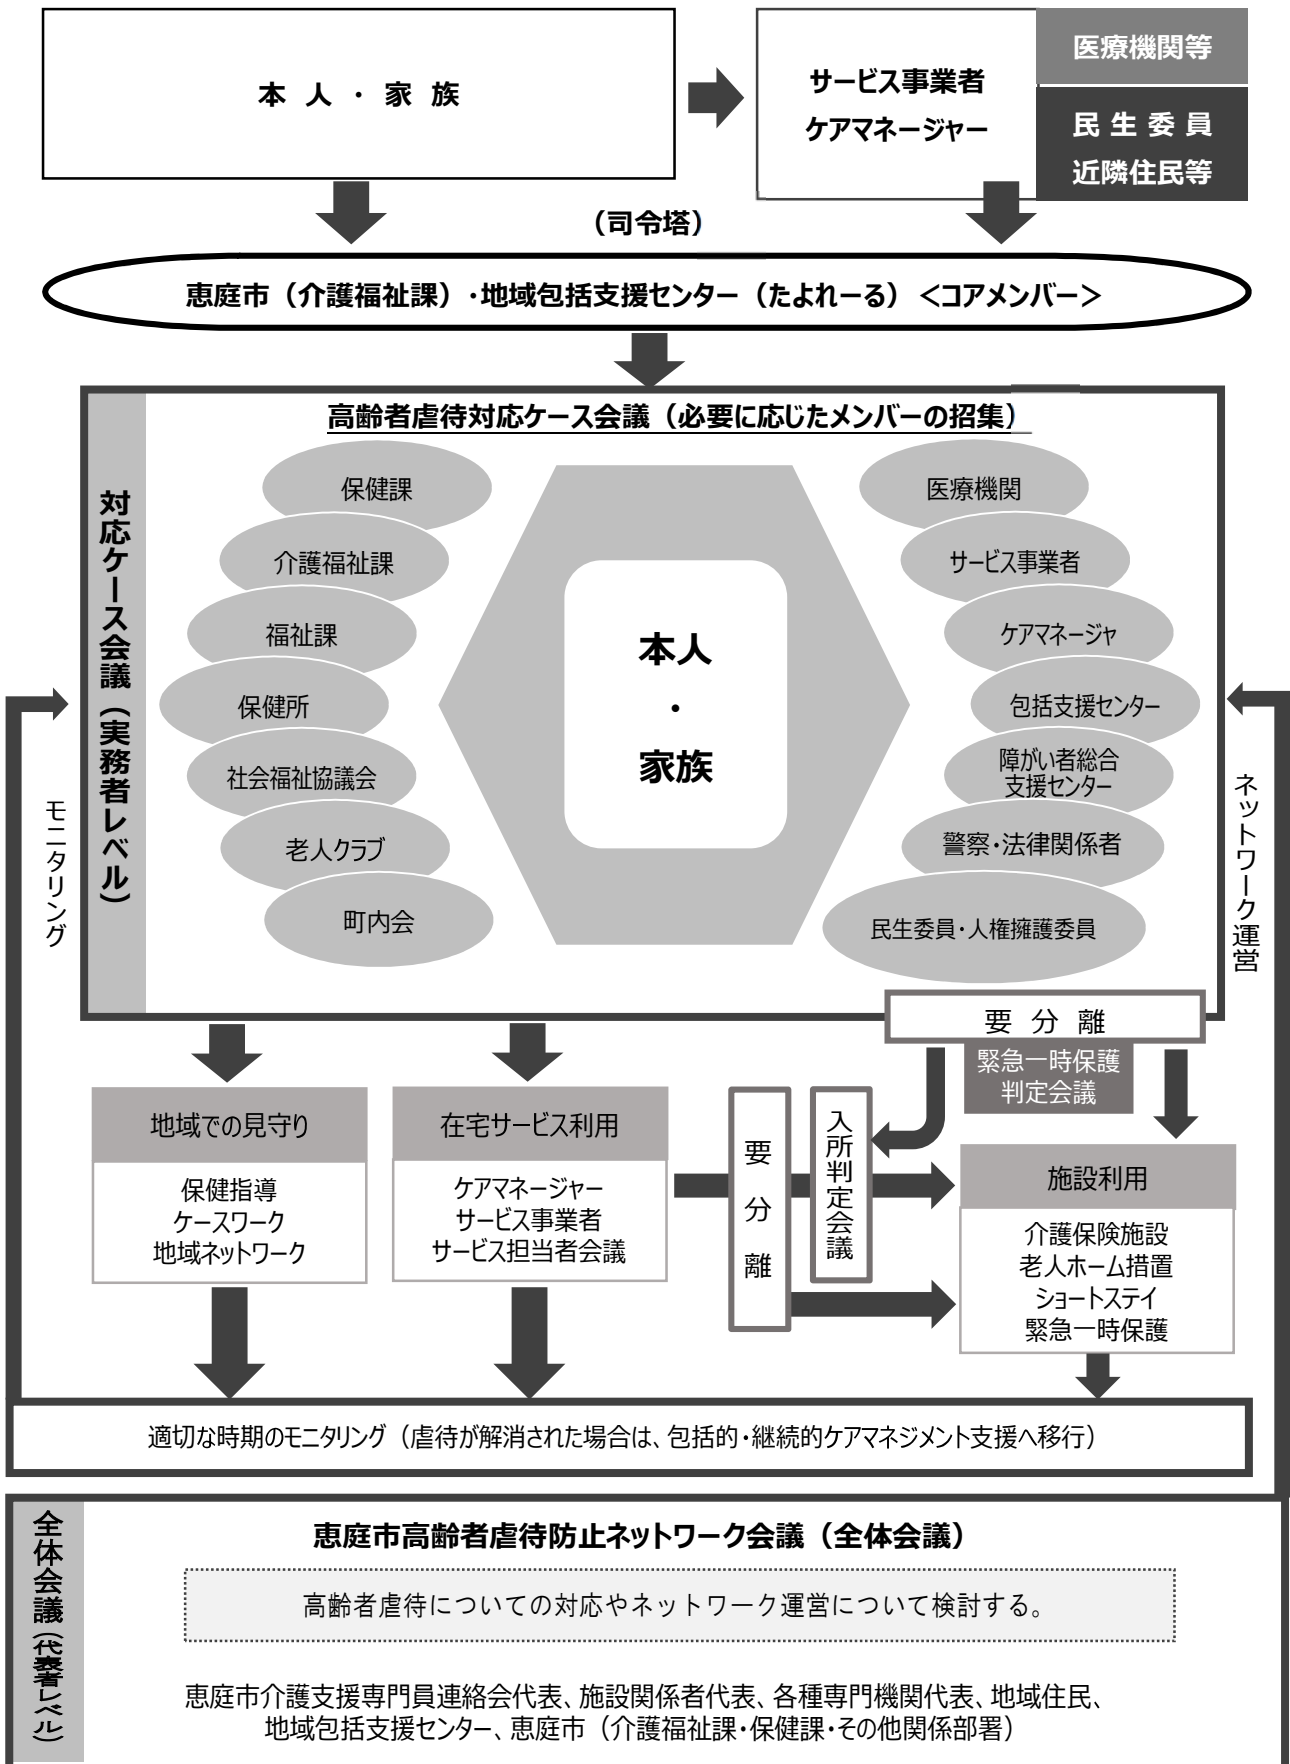 本人・家族
サービス事業者
ケアマネージャー
医療機関等
民生委員
近隣住民等
（司令塔）
恵庭市（介護福祉課）・地域包括支援センター（たよれーる）＜コアメンバー＞
対応ケース会議（実務者レベル）
高齢者虐待対応ケース会議（必要に応じたメンバーの招集）
保健課
介護福祉課
福祉課
保健所
社会福祉協議会
老人クラブ
町内会
本人
・
家族
医療機関
サービス事業者
ケアマネージャ
包括支援センター
障がい者総合
支援センター
警察・法律関係者
民生委員・人権擁護委員
モニタリング
ネットワーク運営
要分離
緊急一時保護
判定会議
地域での見守り
保健指導
ケースワーク
地域ネットワーク
在宅サービス利用
ケアマネージャー
サービス事業者
サービス担当者会議
要分離
入所判定会議
施設利用
介護保険施設
老人ホーム措置
ショートステイ
緊急一時保護
適切な時期のモニタリング（虐待が解消された場合は、包括的・継続的ケアマネジメント支援へ移行）
全体会議（代表者レベル）
恵庭市高齢者虐待防止ネットワーク会議（全体会議）
高齢者虐待についての対応やネットワーク運営について検討する。
恵庭市介護支援専門員連絡会代表、施設関係者代表、各種専門機関代表、地域住民、
地域包括支援センター、恵庭市（介護福祉課・保健課・その他関係部署）